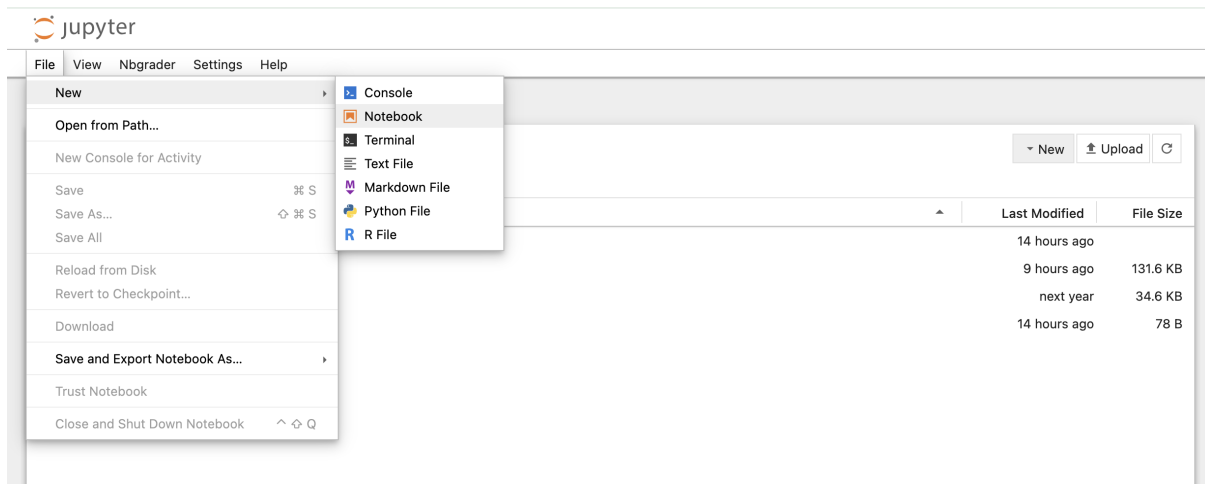 jupyter
File View Nbgrader Settings Help
New
Open from Path...
New Console for Activity
Save ⌘ S
Save As... ⇧ ⌘ S
Save All
Reload from Disk
Revert to Checkpoint...
Download
Save and Export Notebook As...
Trust Notebook
Close and Shut Down Notebook ^ ⇧ Q
Console
Notebook
Terminal
Text File
Markdown File
Python File
R File
New Upload
Last Modified File Size
14 hours ago
9 hours ago 131.6 KB
next year 34.6 KB
14 hours ago 78 B